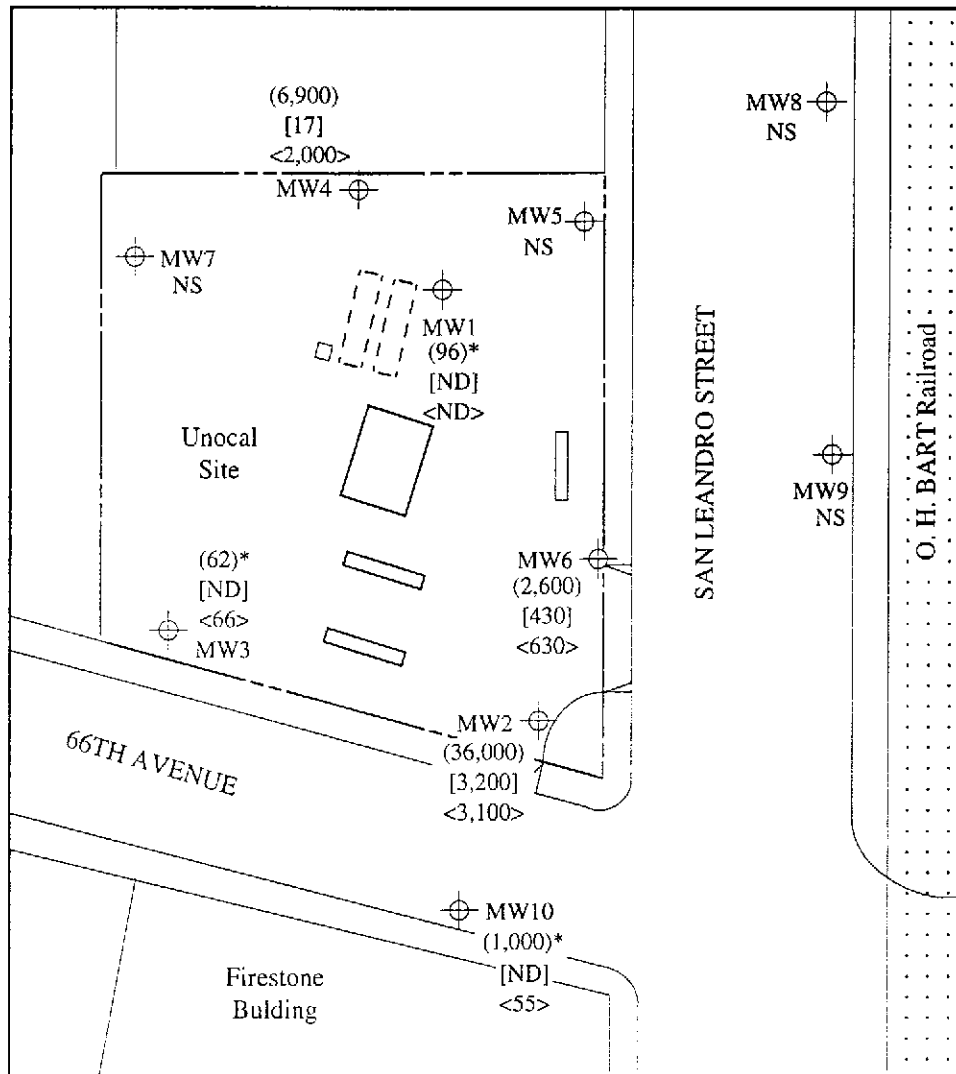 (6,900)
[17]
<2,000>
MW4
MW8
NS
MW5
NS
MW7
NS
MW1
(96)*
[ND]
<ND>
Unocal
Site
SAN LEANDRO STREET
O. H. BART Railroad
MW9
NS
(62)*
[ND]
<66>
MW3
MW6
(2,600)
[430]
<630>
66TH AVENUE
MW2
(36,000)
[3,200]
<3,100>
MW10
(1,000)*
[ND]
<55>
Firestone
Bulding